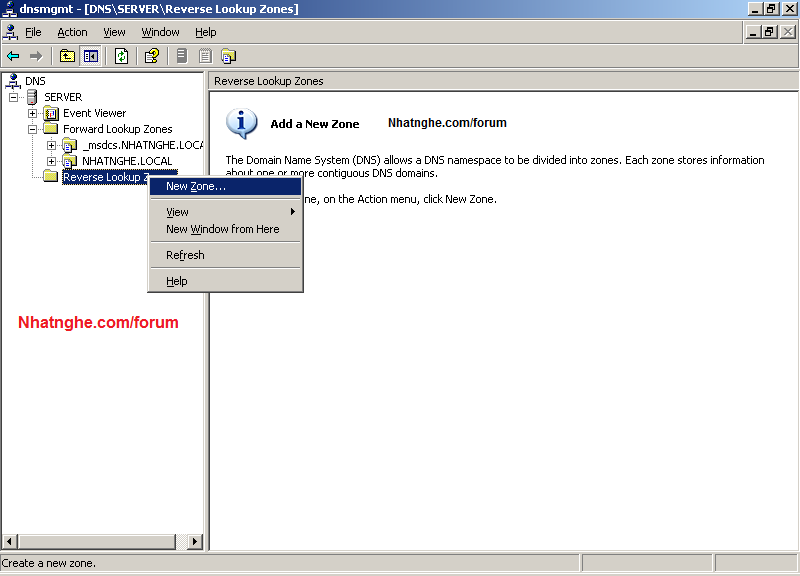 dnsmgmt - [DNS\SERVER\Reverse Lookup Zones]
File Action View Window Help
DNS
SERVER
Event Viewer
Forward Lookup Zones
_msdcs.NHATNGHE.LOCA
NHATNGHE.LOCAL
Reverse Lookup
New Zone...
View
New Window from Here
Refresh
Help
Nhatnghe.com/forum
Reverse Lookup Zones
Add a New Zone Nhatnghe.com/forum
The Domain Name System (DNS) allows a DNS namespace to be divided into zones. Each zone stores information
about one or more contiguous DNS domains.
on the Action menu, click New Zone.
Create a new zone.